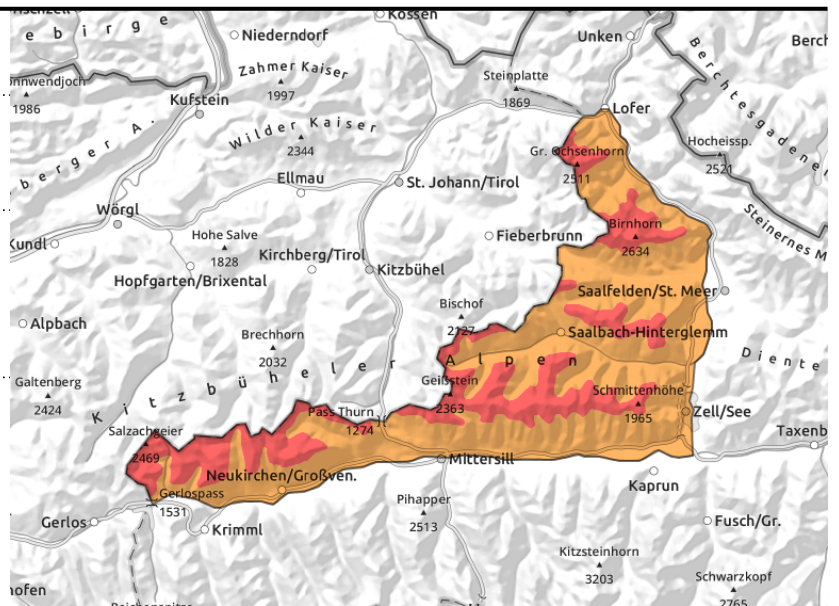 Kössen
e b i r g e
Niederndorf
Unken
Zahmer Kaiser
1997
Steinplatte
1869
1986
Kufstein
Lofer
Wilder Kaiser
2344
Hocheissp.
2521
Gr. Ochsenhorn
2511
Ellmau
St. Johann/Tirol
Wörgl
Steinernes M
Birnhorn
2634
Hohe Salve
1828
Fieberbrunn
Kundl
Kirchberg/Tirol
Kitzbühel
Hopfgarten/Brixental
Saalfelden/St. Meer
Bischof
2127
Alpbach
Brechhorn
2032
Saalbach-Hinterglemm
Kitzbüheler Alpen
Diente
Galtenberg
2424
Geißstein
2363
Schmittenhöhe
1965
Pass Thurn
1274
Zell/See
Salzachgeier
2469
Taxenb
Mittersill
Neukirchen/Großven.
Kaprun
Gerlospass
1531
Pihapper
2513
Gerlos
Krimml
Fusch/Gr.
Kitzsteinhorn
3203
Schwarzkopf
2765
hofen